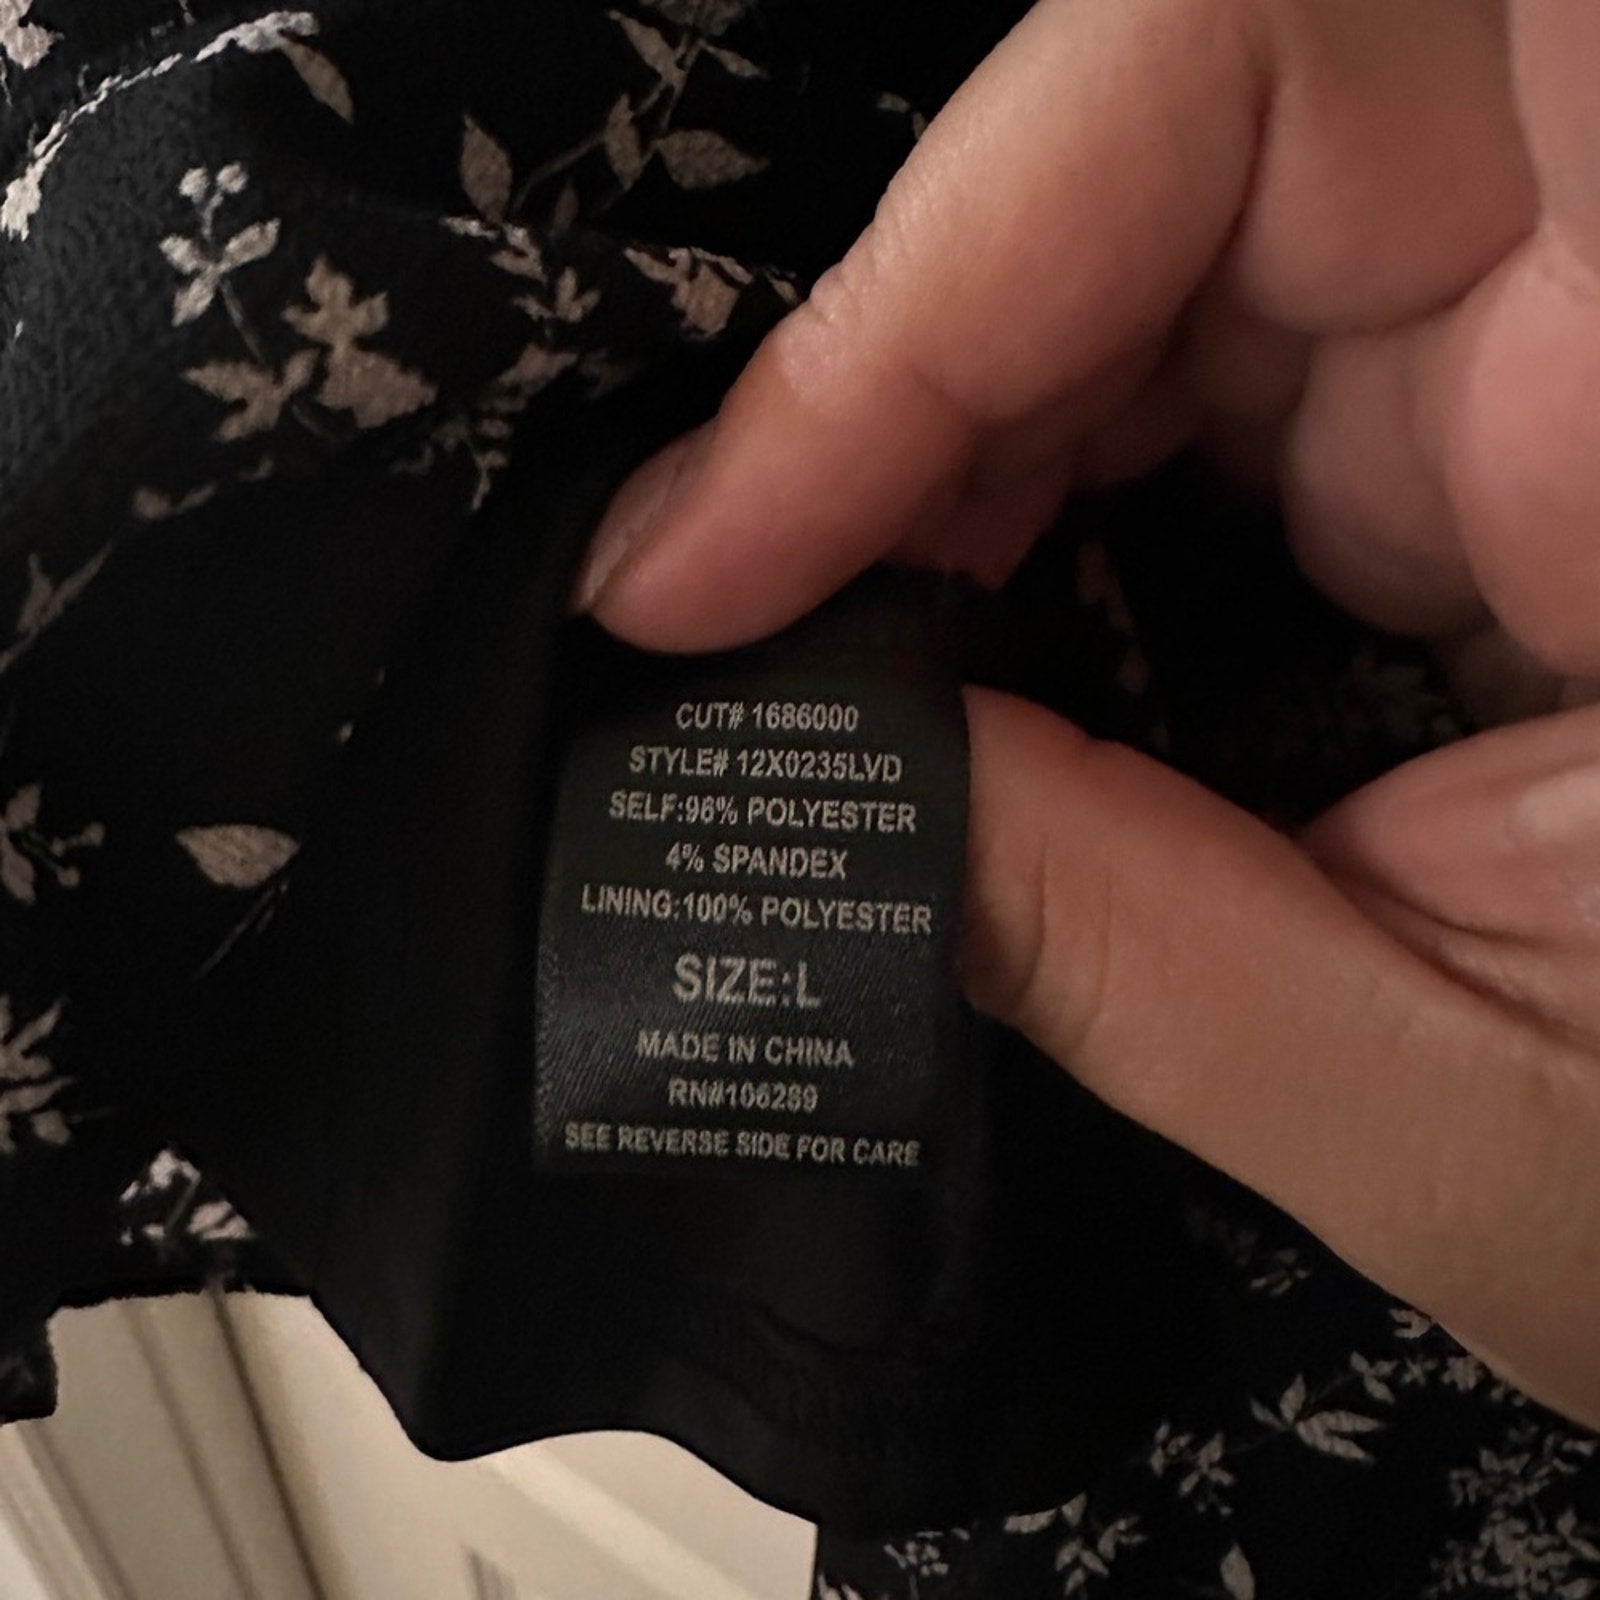 CUT# 1686000
STYLE# 12X0235LVD
SELF:96% POLYESTER
4% SPANDEX
LINING:100% POLYESTER
SIZE:L
MADE IN CHINA
RN#106289
SEE REVERSE SIDE FOR CARE